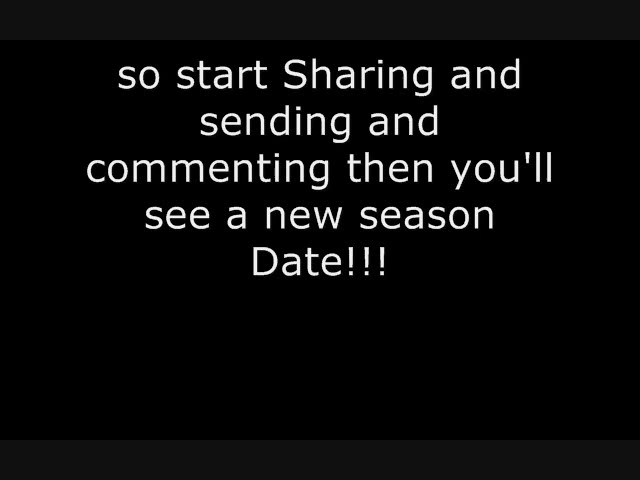 so start Sharing and
sending and
commenting then you'll
see a new season
Date!!!